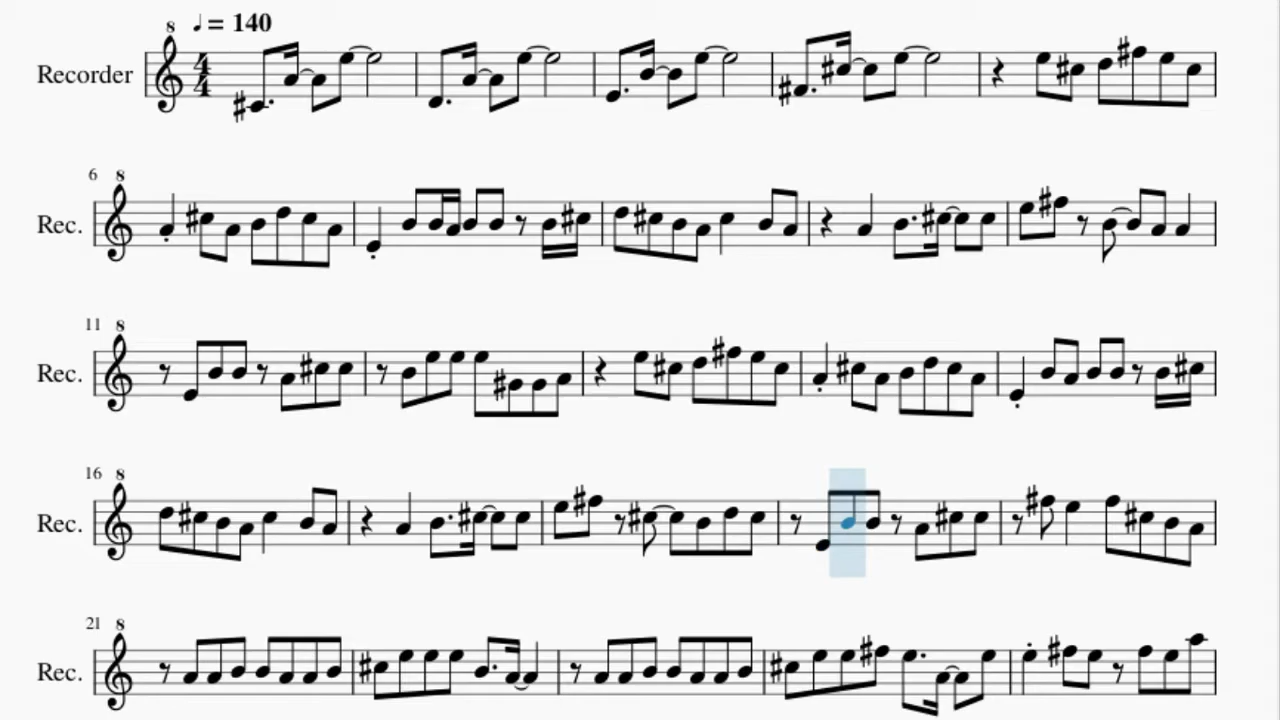 8
♩ = 140
Recorder 4/4
6 8
Rec.
11 8
Rec.
16 8
Rec.
21 8
Rec.